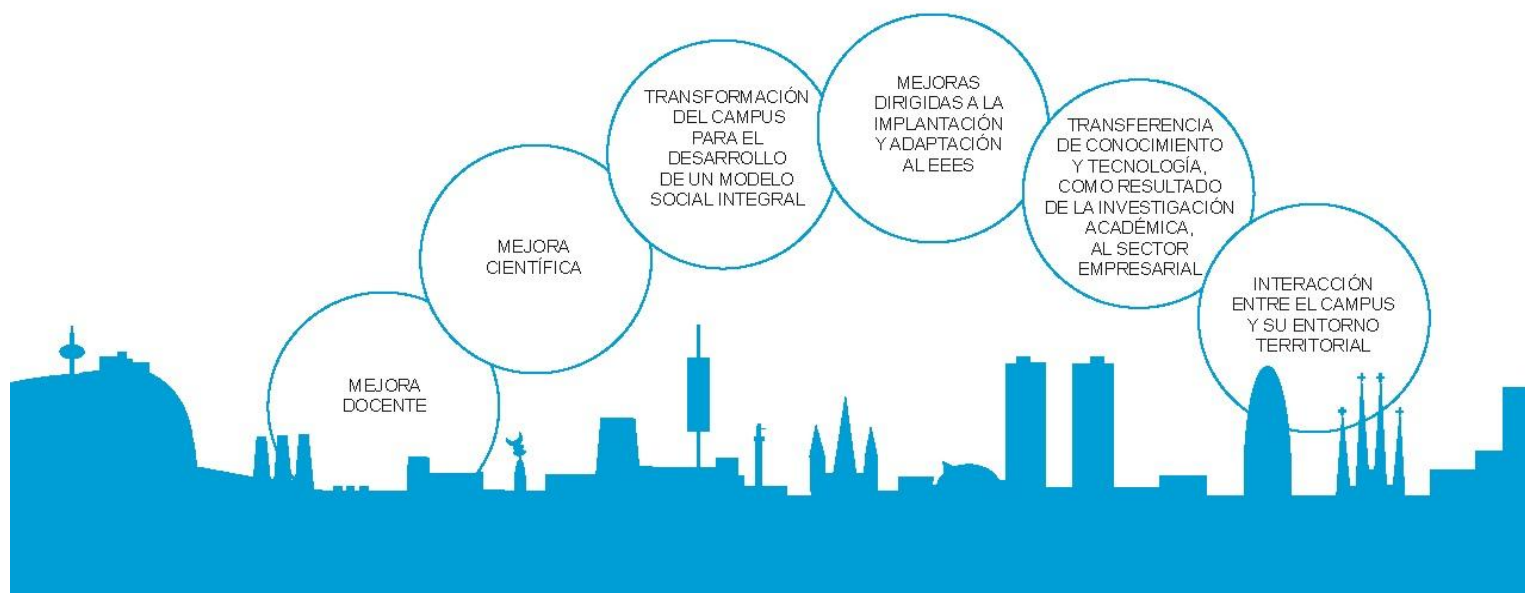 MEJORA
DOCENTE
MEJORA
CIENTÍFICA
TRANSFORMACIÓN
DEL CAMPUS
PARA EL
DESARROLLO
DE UN MODELO
SOCIAL INTEGRAL
MEJORAS
DIRIGIDAS A LA
IMPLANTACIÓN
Y ADAPTACIÓN
AL EEES
TRANSFERENCIA
DE CONOCIMIENTO
Y TECNOLOGÍA,
COMO RESULTADO
DE LA INVESTIGACIÓN
ACADÉMICA,
AL SECTOR
EMPRESARIAL
INTERACCIÓN
ENTRE EL CAMPUS
Y SU ENTORNO
TERRITORIAL